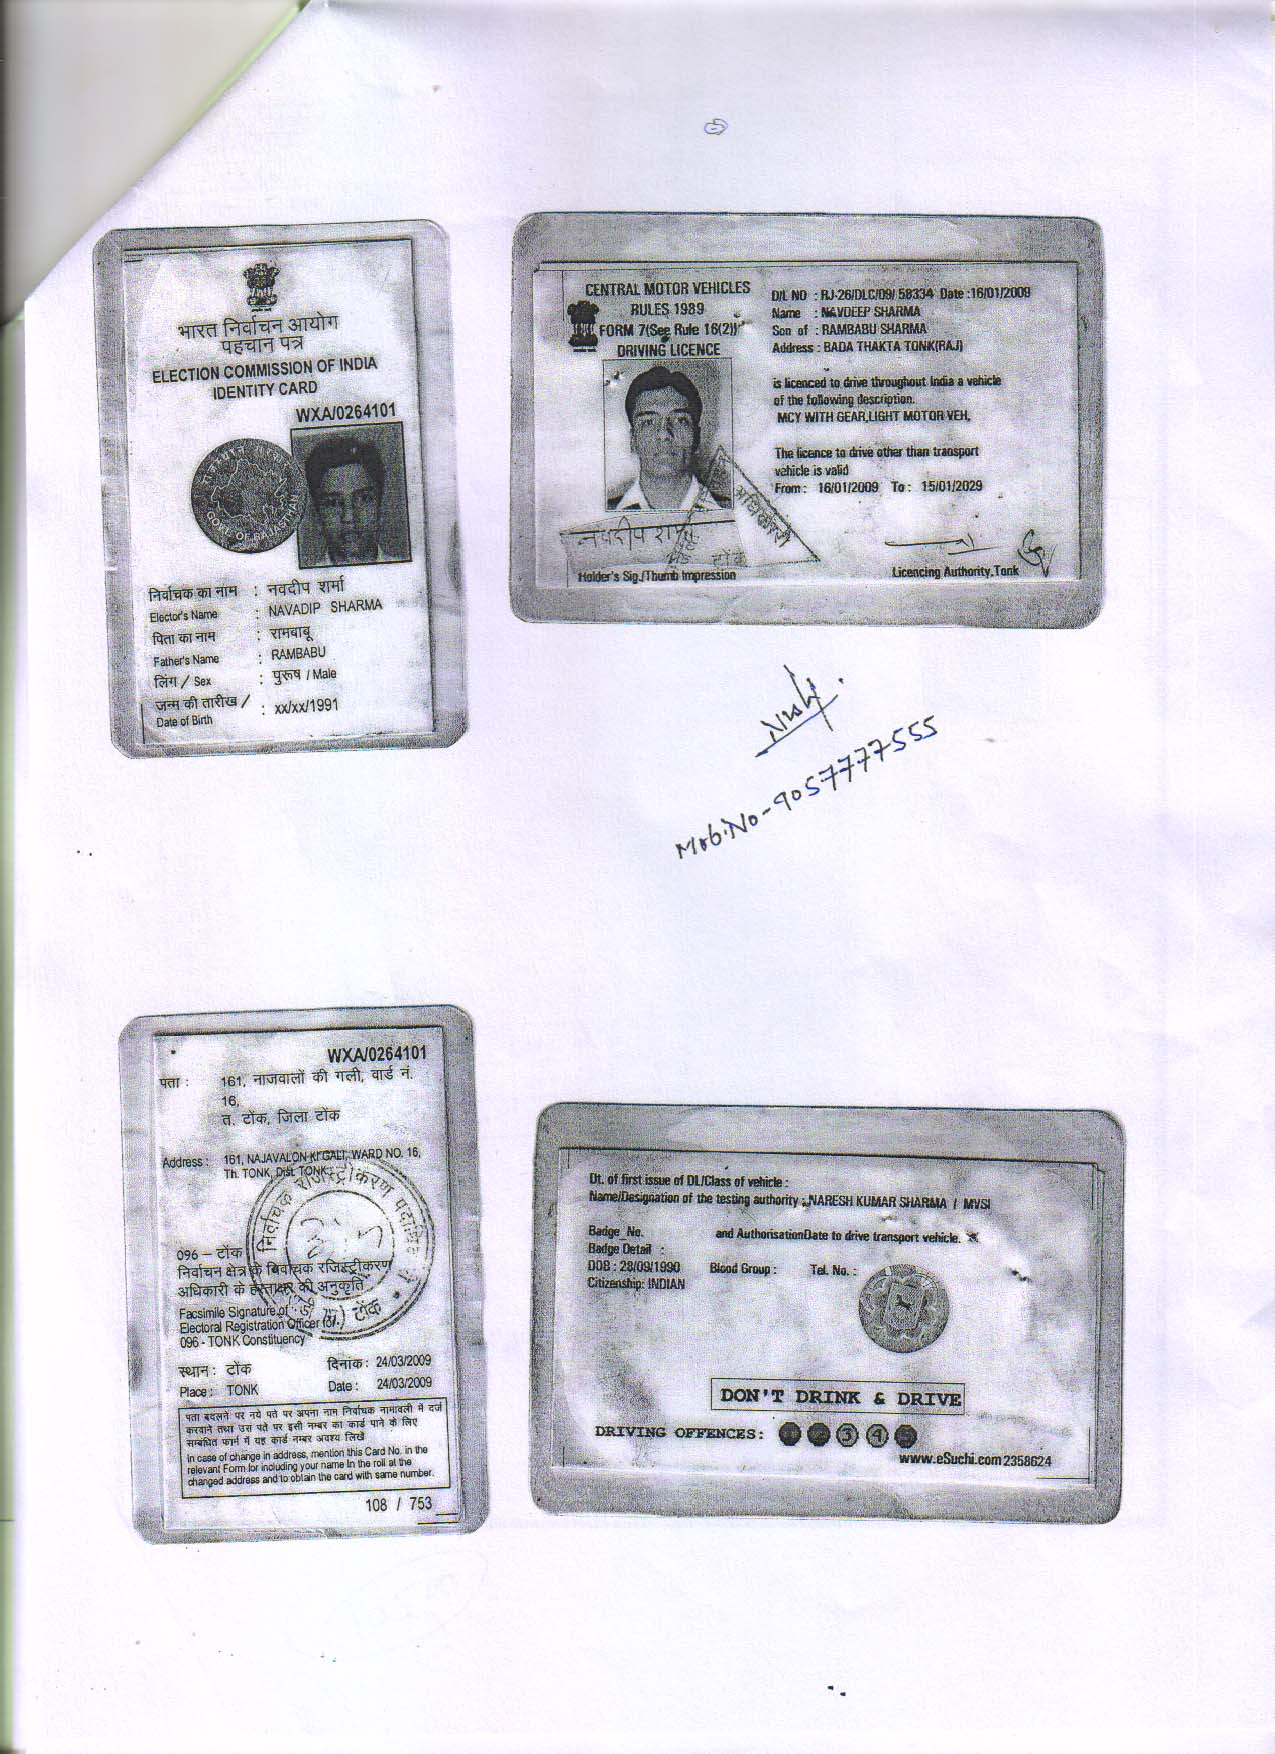 भारत निर्वाचन आयोग
पहचान पत्र
ELECTION COMMISSION OF INDIA
IDENTITY CARD
WXA/0264101
GOVT. OF RAJASTHAN
निर्वाचक का नाम : नवदीप शर्मा
Elector's Name : NAVADIP SHARMA
पिता का नाम : रामबाबू
Father's Name : RAMBABU
लिंग / Sex : पुरूष / Male
जन्म की तारीख /
Date of Birth : xx/xx/1991
CENTRAL MOTOR VEHICLES
RULES 1989
FORM 7(See Rule 16(2))
DRIVING LICENCE
D/L NO : RJ-26/DLC/09/ 58334 Date :16/01/2009
Name : NAVDEEP SHARMA
Son of : RAMBABU SHARMA
Address : BADA THAKTA TONK(RAJ)
is licenced to drive throughout India a vehicle
of the following description.
MCY WITH GEAR,LIGHT MOTOR VEH,
The licence to drive other than transport
vehicle is valid
From : 16/01/2009 To : 15/01/2029
अधिकारी
टोंक
नवदीप शर्मा
Holder's Sig./Thumb Impression
Licencing Authority,Tonk
Mob.No-9057777555
WXA/0264101
पता : 161, नाजवालों की गली, वार्ड नं.
16,
त. टोंक, जिला टोंक
Address : 161, NAJAVALON KI GALI, WARD NO. 16,
Th. TONK, Dist. TONK
096 – टोंक
निर्वाचन क्षेत्र के निर्वाचक रजिस्ट्रीकरण
अधिकारी के हस्ताक्षर की अनुकृति
Facsimile Signature of
Electoral Registration Officer
096 - TONK Constituency
स्थान : टोंक दिनांक : 24/03/2009
Place : TONK Date : 24/03/2009
पता बदलने पर नये पते पर अपना नाम निर्वाचक नामावली में दर्ज
करवाने तथा उस पते पर इसी नम्बर का कार्ड पाने के लिए
सम्बधित फार्म में यह कार्ड नम्बर अवश्य लिखें
In case of change in address, mention this Card No. in the
relevant Form for including your name in the roll at the
changed address and to obtain the card with same number.
108 / 753
Dt. of first issue of DL/Class of vehicle :
Name/Designation of the testing authority : NARESH KUMAR SHARMA / MVSI
Badge_No. and AuthorisationDate to drive transport vehicle.
Badge Detail :
DOB : 28/09/1990 Blood Group : Tel. No. :
Citizenship: INDIAN
DON'T DRINK & DRIVE
DRIVING OFFENCES: 3 4 5
www.eSuchi.com 2358624